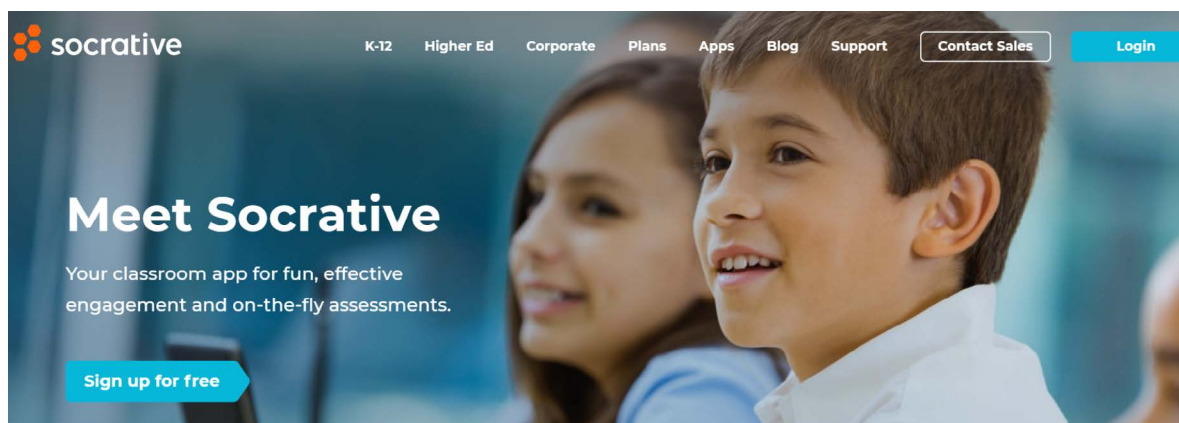 socrative
K-12 Higher Ed Corporate Plans Apps Blog Support Contact Sales Login
Meet Socrative
Your classroom app for fun, effective
engagement and on-the-fly assessments.
Sign up for free